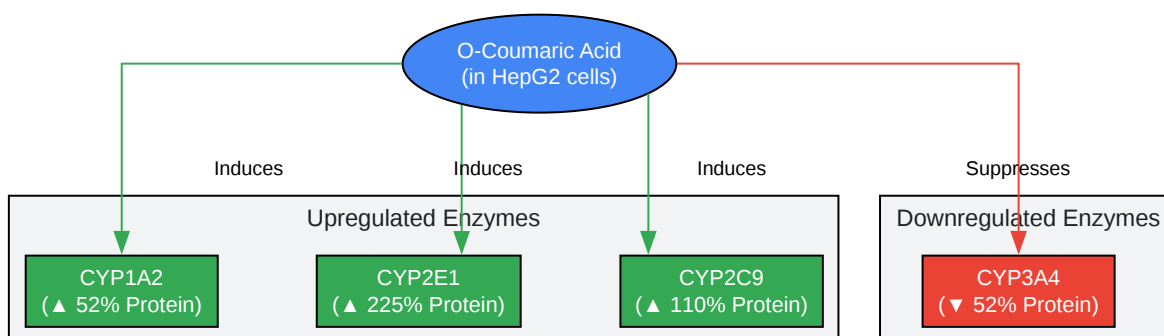 O-Coumaric Acid
(in HepG2 cells)
Induces
Induces
Induces
Suppresses
Upregulated Enzymes
Downregulated Enzymes
CYP1A2
(▲ 52% Protein)
CYP2E1
(▲ 225% Protein)
CYP2C9
(▲ 110% Protein)
CYP3A4
(▼ 52% Protein)